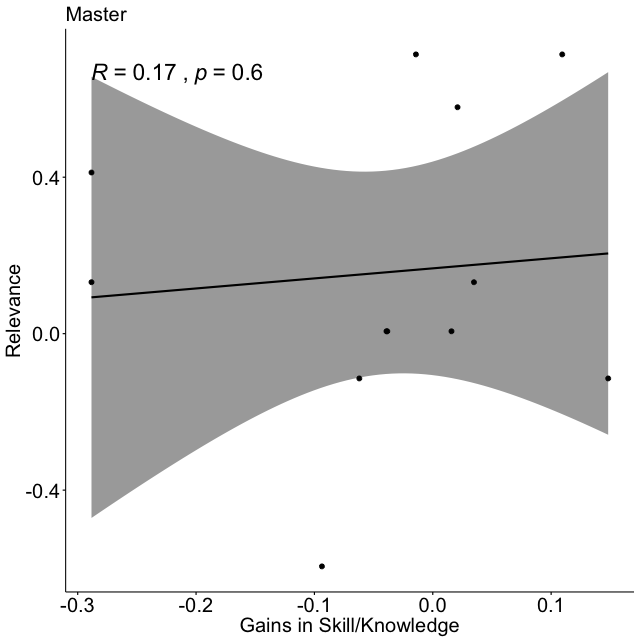 Master
R = 0.17 , p = 0.6
0.4
0.0
-0.4
Relevance
-0.3 -0.2 -0.1 0.0 0.1
Gains in Skill/Knowledge